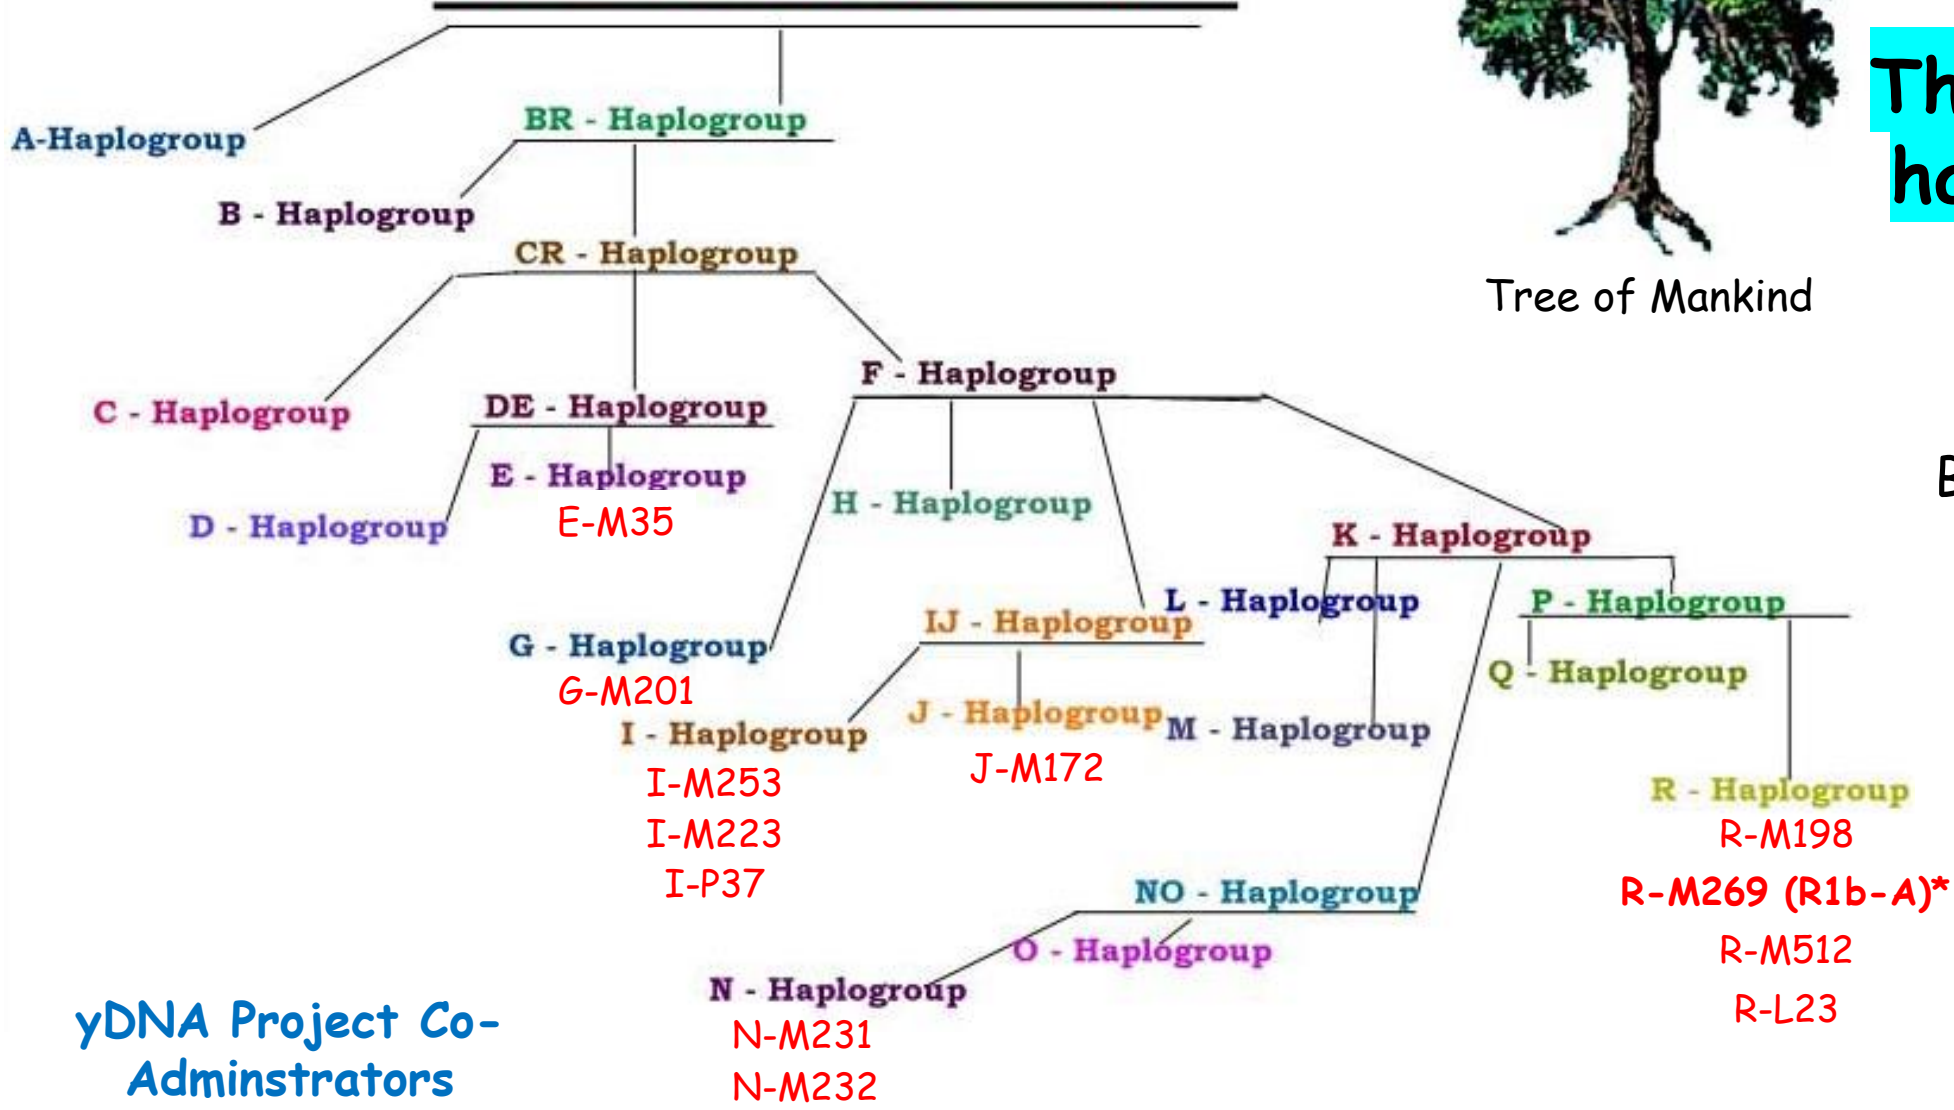 A-Haplogroup
BR - Haplogroup
B - Haplogroup
CR - Haplogroup
Tree of Mankind
C - Haplogroup
DE - Haplogroup
F - Haplogroup
E - Haplogroup
E-M35
D - Haplogroup
H - Haplogroup
K - Haplogroup
L - Haplogroup
P - Haplogroup
IJ - Haplogroup
G - Haplogroup
G-M201
Q - Haplogroup
I - Haplogroup
I-M253
I-M223
I-P37
J - Haplogroup
J-M172
M - Haplogroup
R - Haplogroup
R-M198
R-M269 (R1b-A)*
R-M512
R-L23
NO - Haplogroup
O - Haplogroup
N - Haplogroup
N-M231
N-M232
yDNA Project Co-
Adminstrators